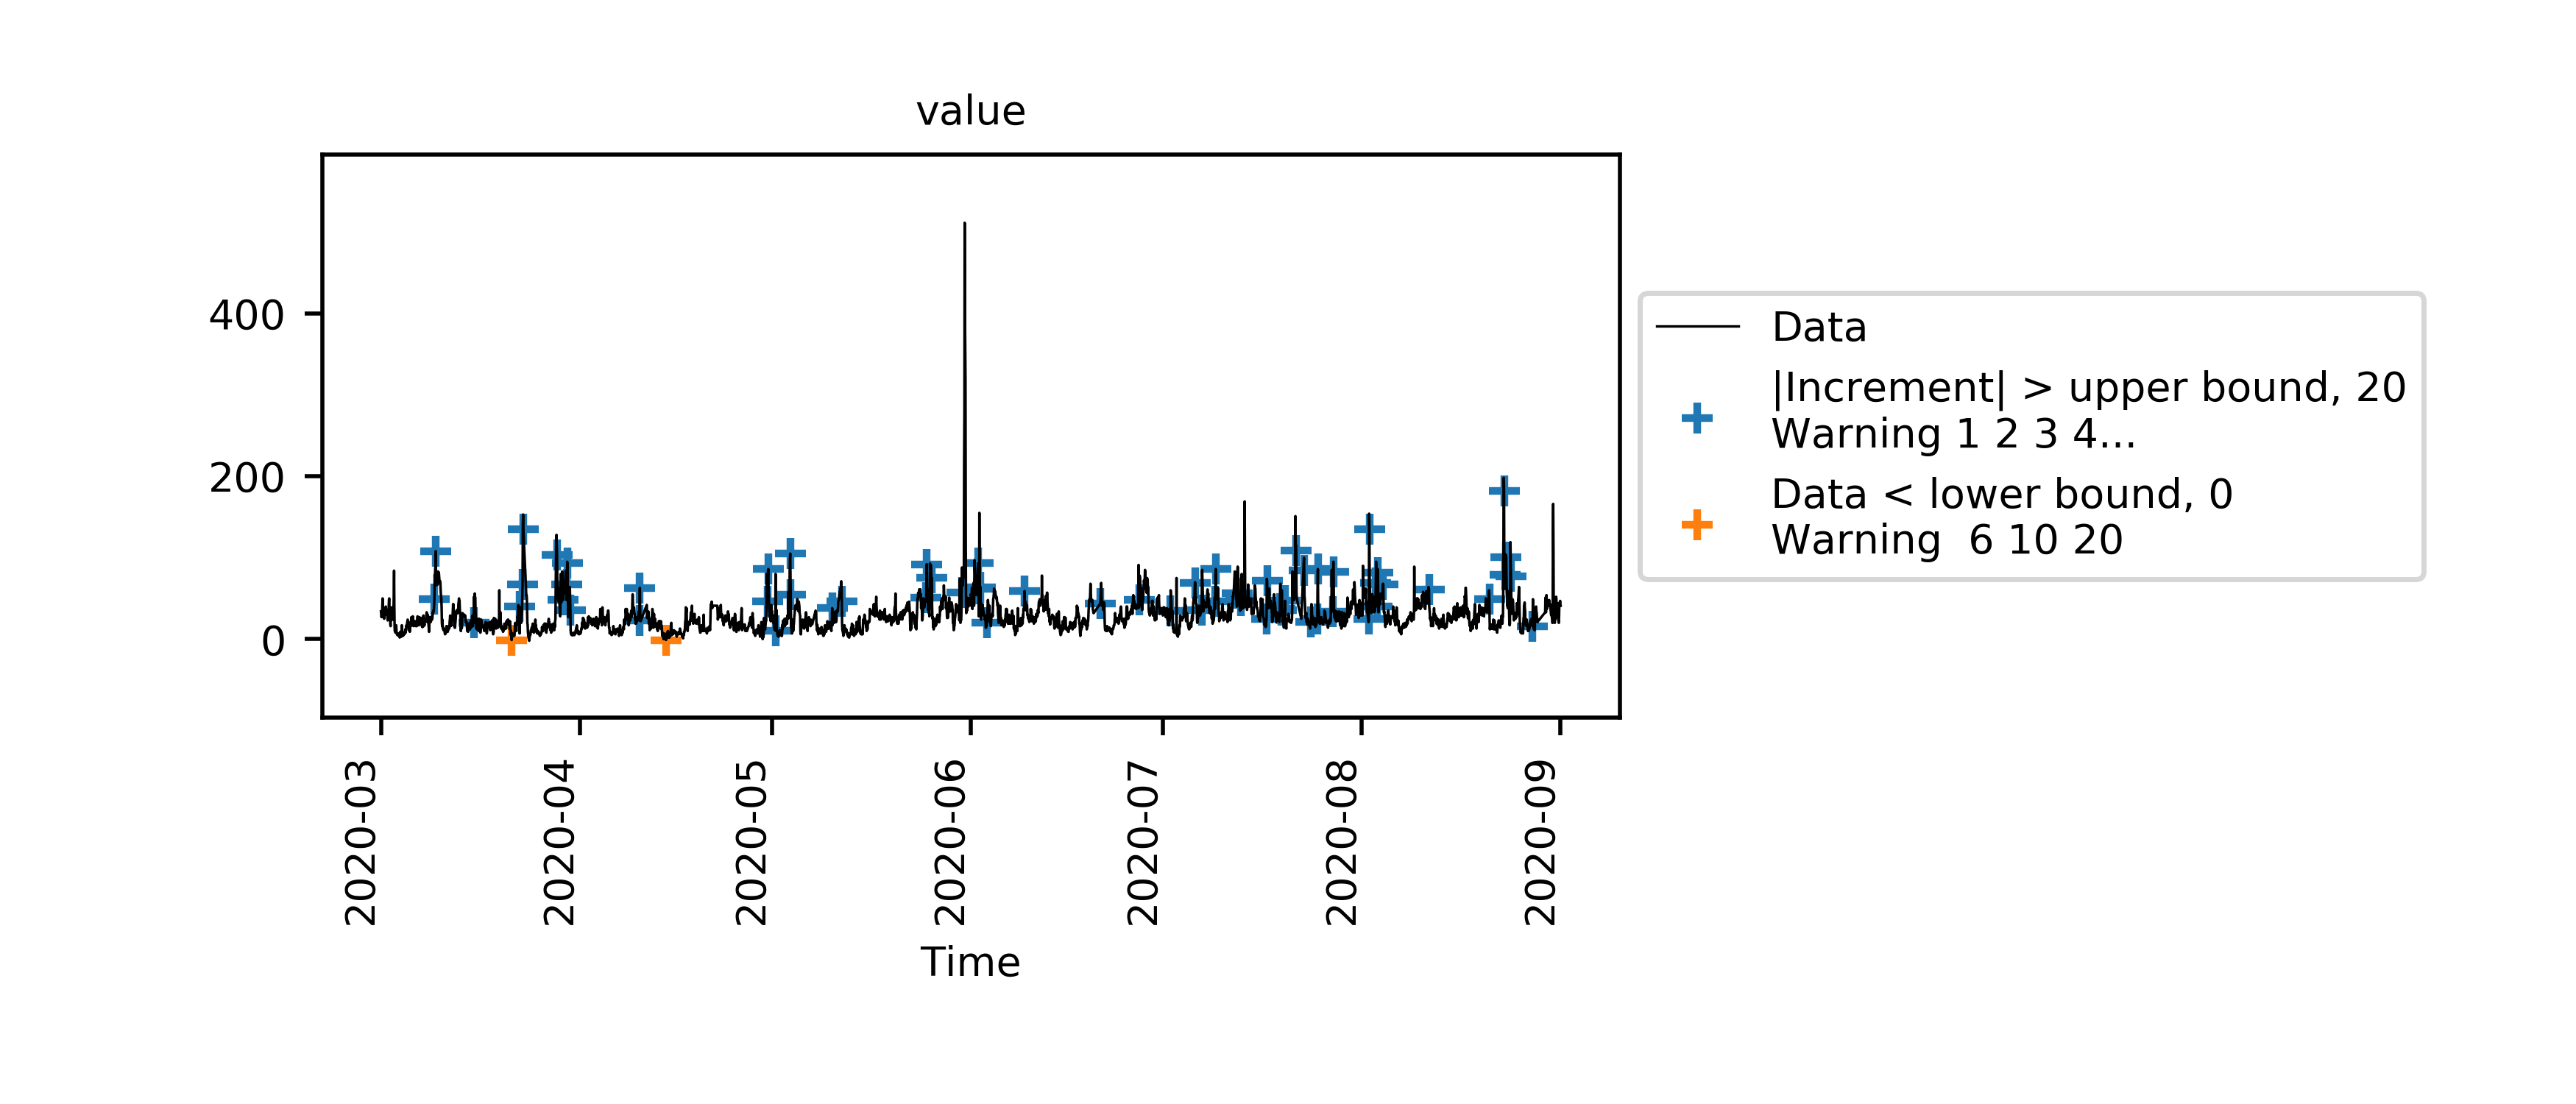 value
400
200
0
2020-03
2020-04
2020-05
2020-06
2020-07
2020-08
2020-09
Time
Data
|Increment| > upper bound, 20
Warning 1 2 3 4...
Data < lower bound, 0
Warning  6 10 20